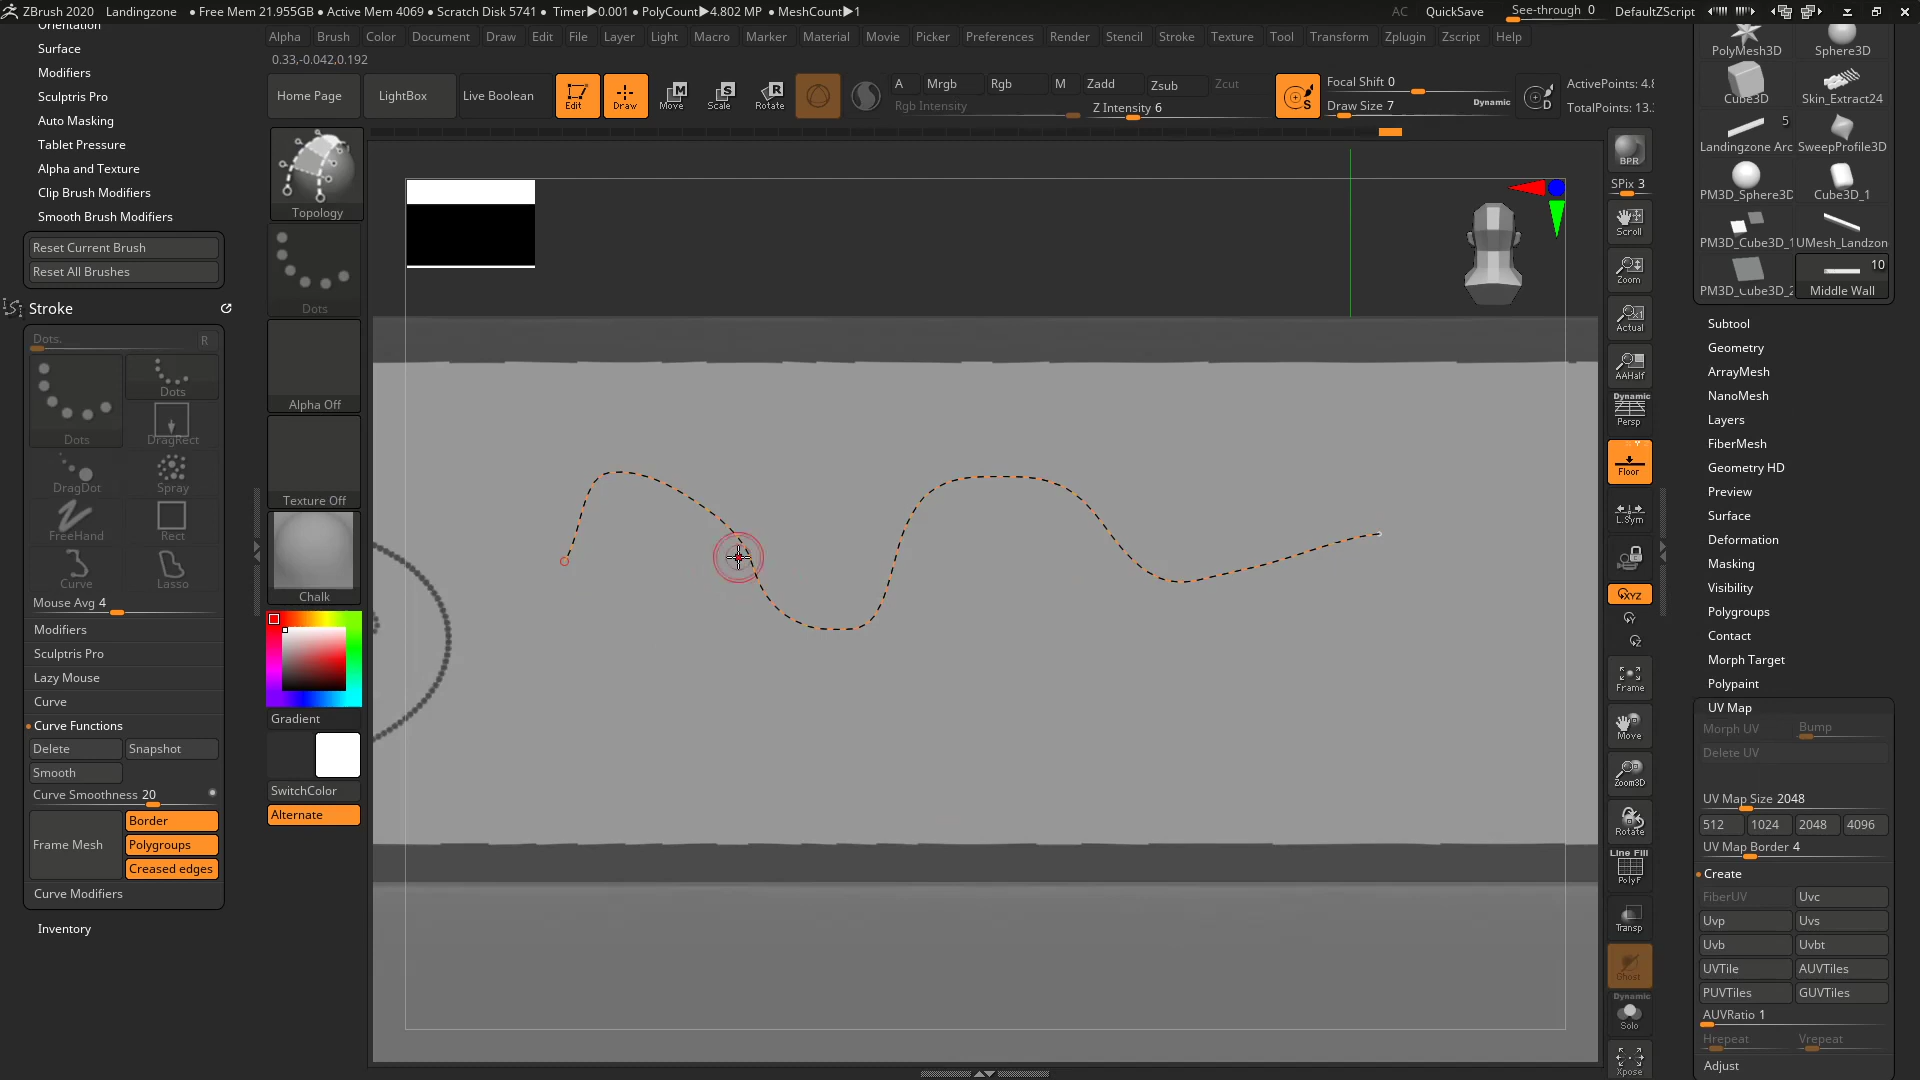 ZBrush 2020 Landingzone • Free Mem 21.955GB • Active Mem 4069 • Scratch Disk 5741 • Timer▶0.001 • PolyCount▶4.802 MP • MeshCount▶1
AC QuickSave See-through 0 DefaultZScript
Alpha Brush Color Document Draw Edit File Layer Light Macro Marker Material Movie Picker Preferences Render Stencil Stroke Texture Tool Transform Zplugin Zscript Help
0.33,-0.042,0.192
Home Page LightBox Live Boolean Edit Draw Move Scale Rotate
A Mrgb Rgb M Zadd Zsub Zcut
Rgb Intensity Z Intensity 6
Focal Shift 0
Draw Size 7 Dynamic
ActivePoints: 4.8
TotalPoints: 13.
Orientation
Surface
Modifiers
Sculptris Pro
Auto Masking
Tablet Pressure
Alpha and Texture
Clip Brush Modifiers
Smooth Brush Modifiers
Reset Current Brush
Reset All Brushes
Stroke
Dots. R
Dots Dots
DragRect
DragDot Spray
FreeHand Rect
Curve Lasso
Mouse Avg 4
Modifiers
Sculptris Pro
Lazy Mouse
Curve
Curve Functions
Delete Snapshot
Smooth
Curve Smoothness 20
Frame Mesh
Border
Polygroups
Creased edges
Curve Modifiers
Inventory
Topology
Dots
Alpha Off
Texture Off
Chalk
Gradient
SwitchColor
Alternate
BPR
SPix 3
Scroll
Zoom
Actual
AAHalf
Dynamic
Persp
Floor
L.Sym
XYZ
Y
Z
Frame
Move
Zoom3D
Rotate
Line Fill
PolyF
Transp
Ghost
Dynamic
Solo
Xpose
PolyMesh3D Sphere3D
Cube3D Skin_Extract24
5
Landingzone Arc SweepProfile3D
PM3D_Sphere3D Cube3D_1
PM3D_Cube3D_1 UMesh_Landzon
10
PM3D_Cube3D_2 Middle Wall
Subtool
Geometry
ArrayMesh
NanoMesh
Layers
FiberMesh
Geometry HD
Preview
Surface
Deformation
Masking
Visibility
Polygroups
Contact
Morph Target
Polypaint
UV Map
Morph UV Bump
Delete UV
UV Map Size 2048
512 1024 2048 4096
UV Map Border 4
Create
FiberUV Uvc
Uvp Uvs
Uvb Uvbt
UVTile AUVTiles
PUVTiles GUVTiles
AUVRatio 1
Hrepeat Vrepeat
Adjust